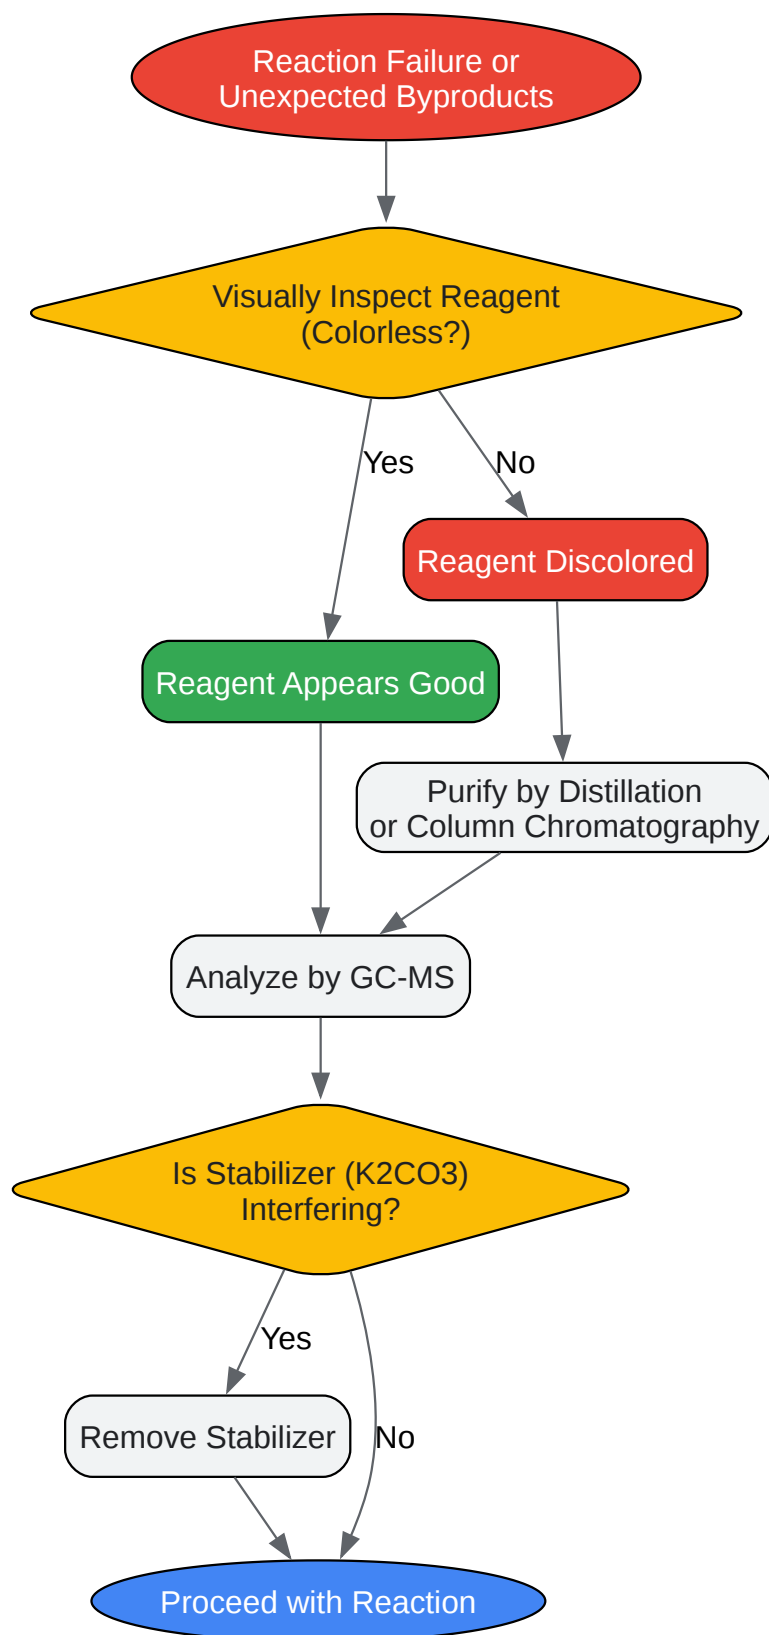 Reaction Failure or
Unexpected Byproducts
Visually Inspect Reagent
(Colorless?)
Yes
No
Reagent Discolored
Reagent Appears Good
Purify by Distillation
or Column Chromatography
Analyze by GC-MS
Is Stabilizer (K2CO3)
Interfering?
Yes
Remove Stabilizer
No
Proceed with Reaction